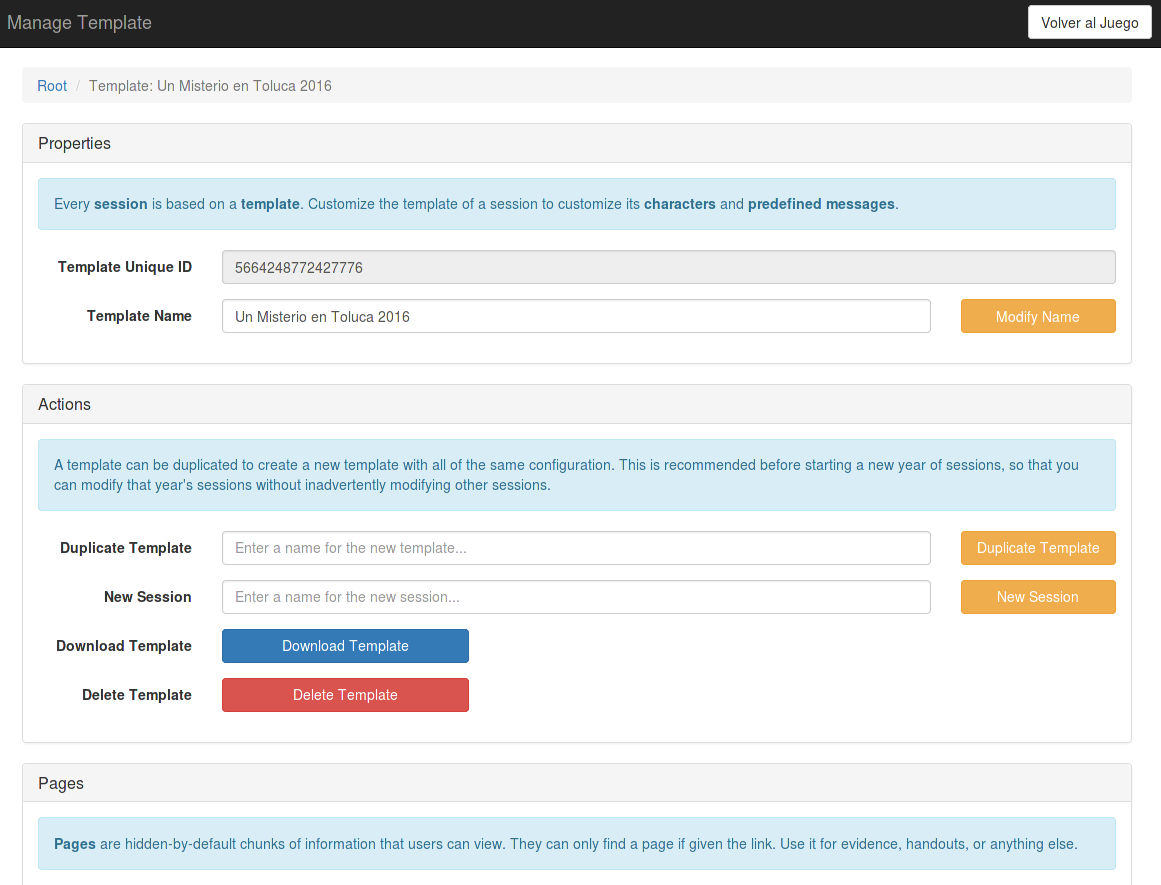 Manage Template
Volver al Juego
Root / Template: Un Misterio en Toluca 2016
Properties
Every session is based on a template. Customize the template of a session to customize its characters and predefined messages.
Template Unique ID
5664248772427776
Template Name
Un Misterio en Toluca 2016
Modify Name
Actions
A template can be duplicated to create a new template with all of the same configuration. This is recommended before starting a new year of sessions, so that you
can modify that year's sessions without inadvertently modifying other sessions.
Duplicate Template
Enter a name for the new template...
Duplicate Template
New Session
Enter a name for the new session...
New Session
Download Template
Download Template
Delete Template
Delete Template
Pages
Pages are hidden-by-default chunks of information that users can view. They can only find a page if given the link. Use it for evidence, handouts, or anything else.